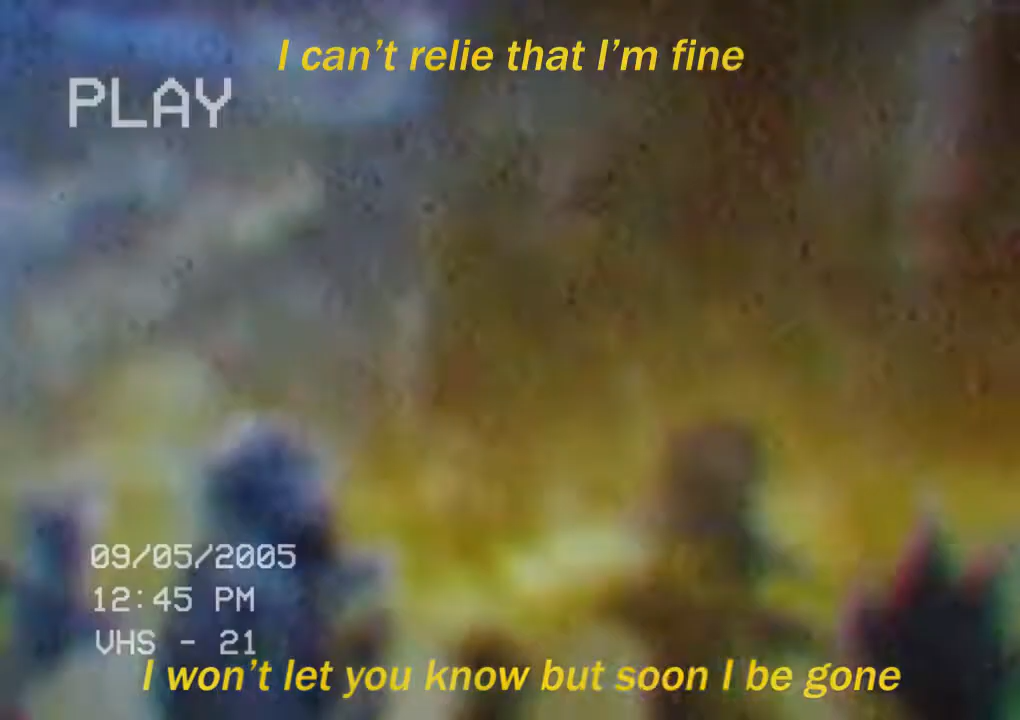 I can't relie that I'm fine
PLAY
09/05/2005
12:45 PM
VHS - 21
I won't let you know but soon I be gone